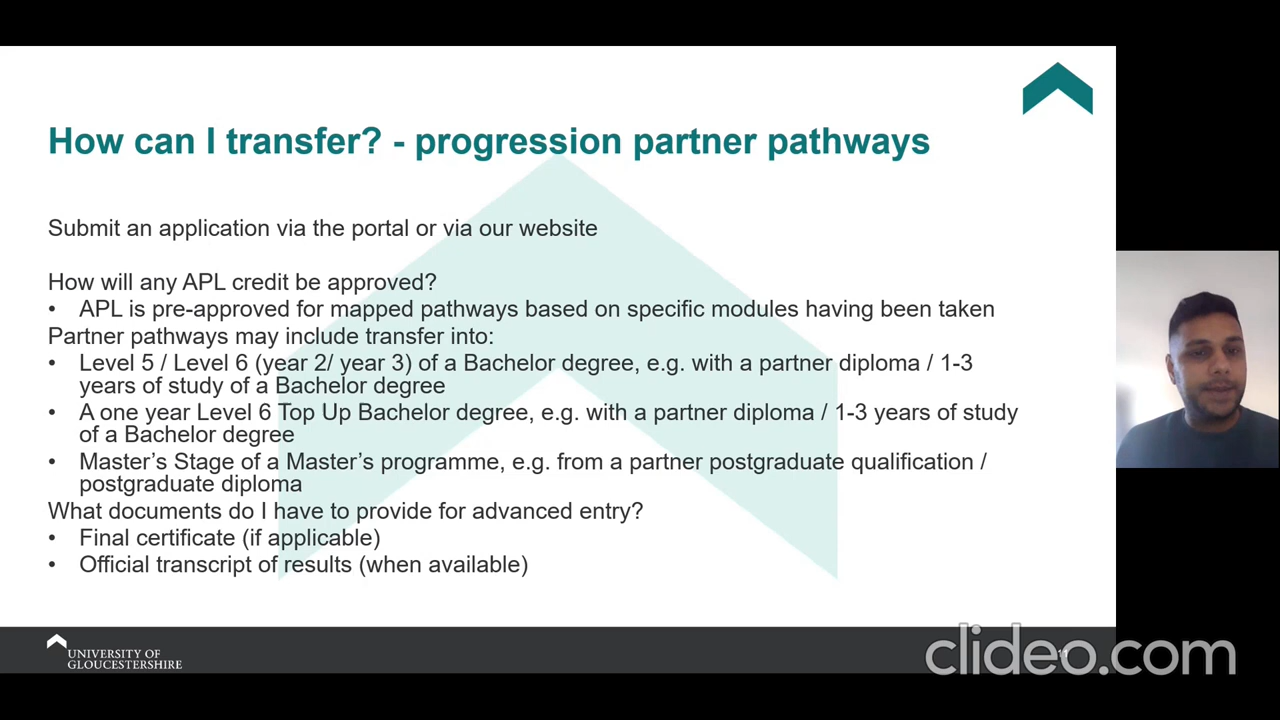 How can I transfer? - progression partner pathways
Submit an application via the portal or via our website
How will any APL credit be approved?
• APL is pre-approved for mapped pathways based on specific modules having been taken
Partner pathways may include transfer into:
• Level 5 / Level 6 (year 2/ year 3) of a Bachelor degree, e.g. with a partner diploma / 1-3
years of study of a Bachelor degree
• A one year Level 6 Top Up Bachelor degree, e.g. with a partner diploma / 1-3 years of study
of a Bachelor degree
• Master's Stage of a Master's programme, e.g. from a partner postgraduate qualification /
postgraduate diploma
What documents do I have to provide for advanced entry?
• Final certificate (if applicable)
• Official transcript of results (when available)
UNIVERSITY OF
GLOUCESTERSHIRE
clideo.com